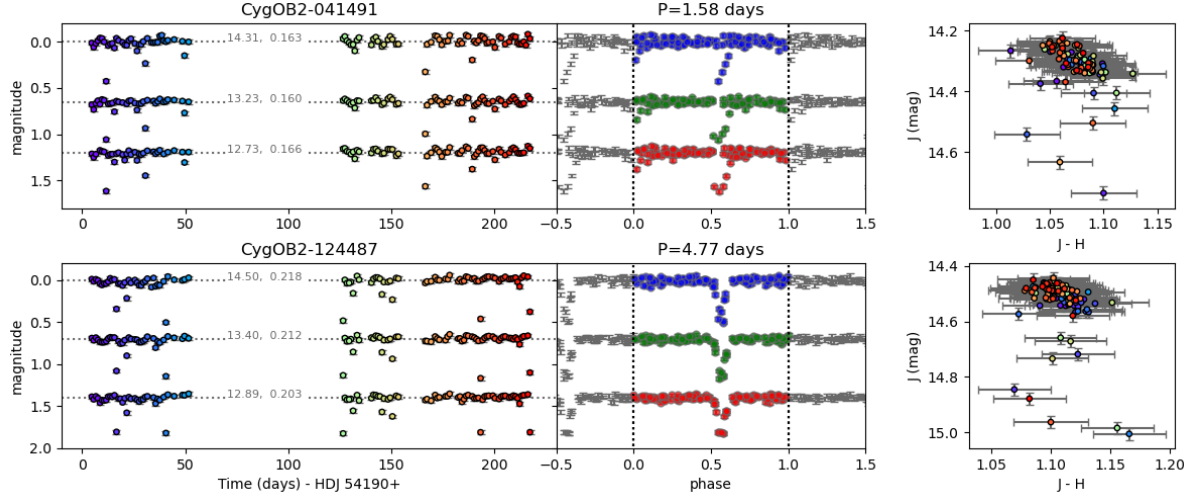 CygOB2-041491
P=1.58 days
14.31, 0.163
13.23, 0.160
12.73, 0.166
magnitude
0.0
0.5
1.0
1.5
0 50 100 150 200
−0.5 0.0 0.5 1.0 1.5
J (mag)
14.2
14.4
14.6
1.00 1.05 1.10 1.15
J - H
CygOB2-124487
P=4.77 days
14.50, 0.218
13.40, 0.212
12.89, 0.203
magnitude
0.0
0.5
1.0
1.5
2.0
0 50 100 150 200
Time (days) - HDJ 54190+
−0.5 0.0 0.5 1.0 1.5
phase
J (mag)
14.4
14.6
14.8
15.0
1.05 1.10 1.15 1.20
J - H